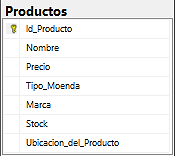 Productos
Id_Producto
Nombre
Precio
Tipo_Moenda
Marca
Stock
Ubicacion_del_Producto